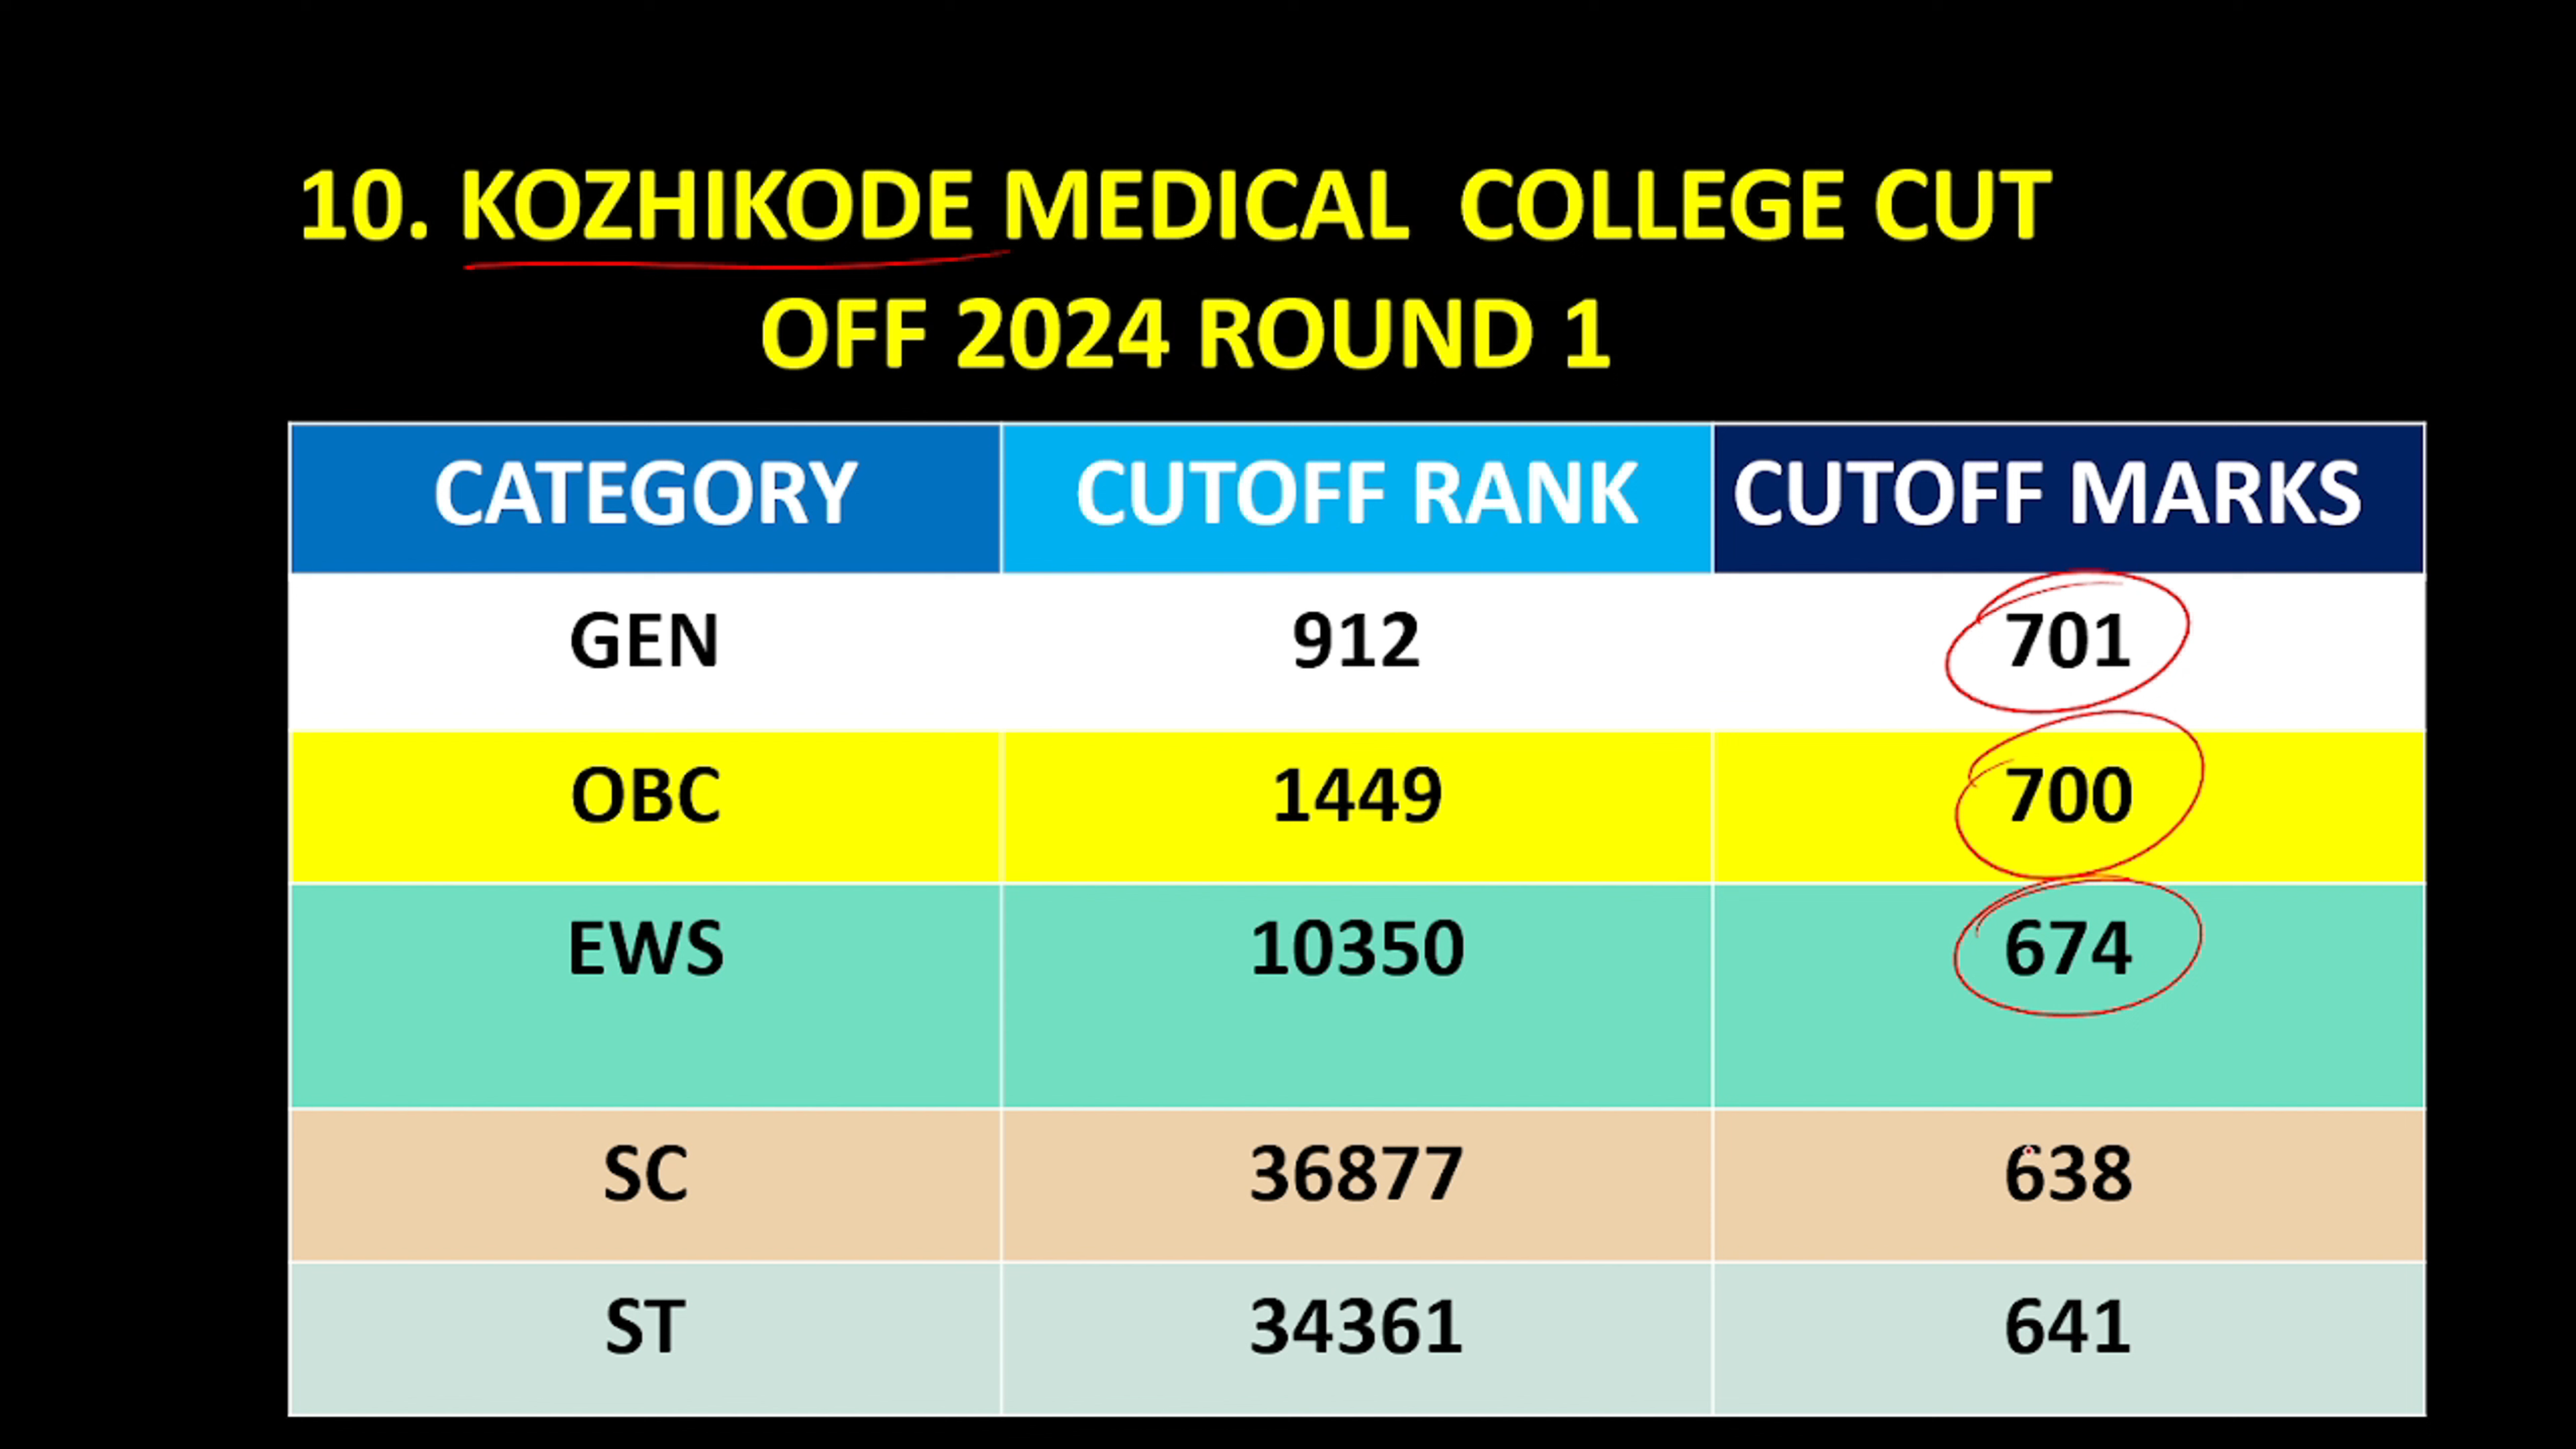 10. KOZHIKODE MEDICAL COLLEGE CUT
OFF 2024 ROUND 1
CATEGORY CUTOFF RANK CUTOFF MARKS
GEN 912 701
OBC 1449 700
EWS 10350 674
SC 36877 638
ST 34361 641